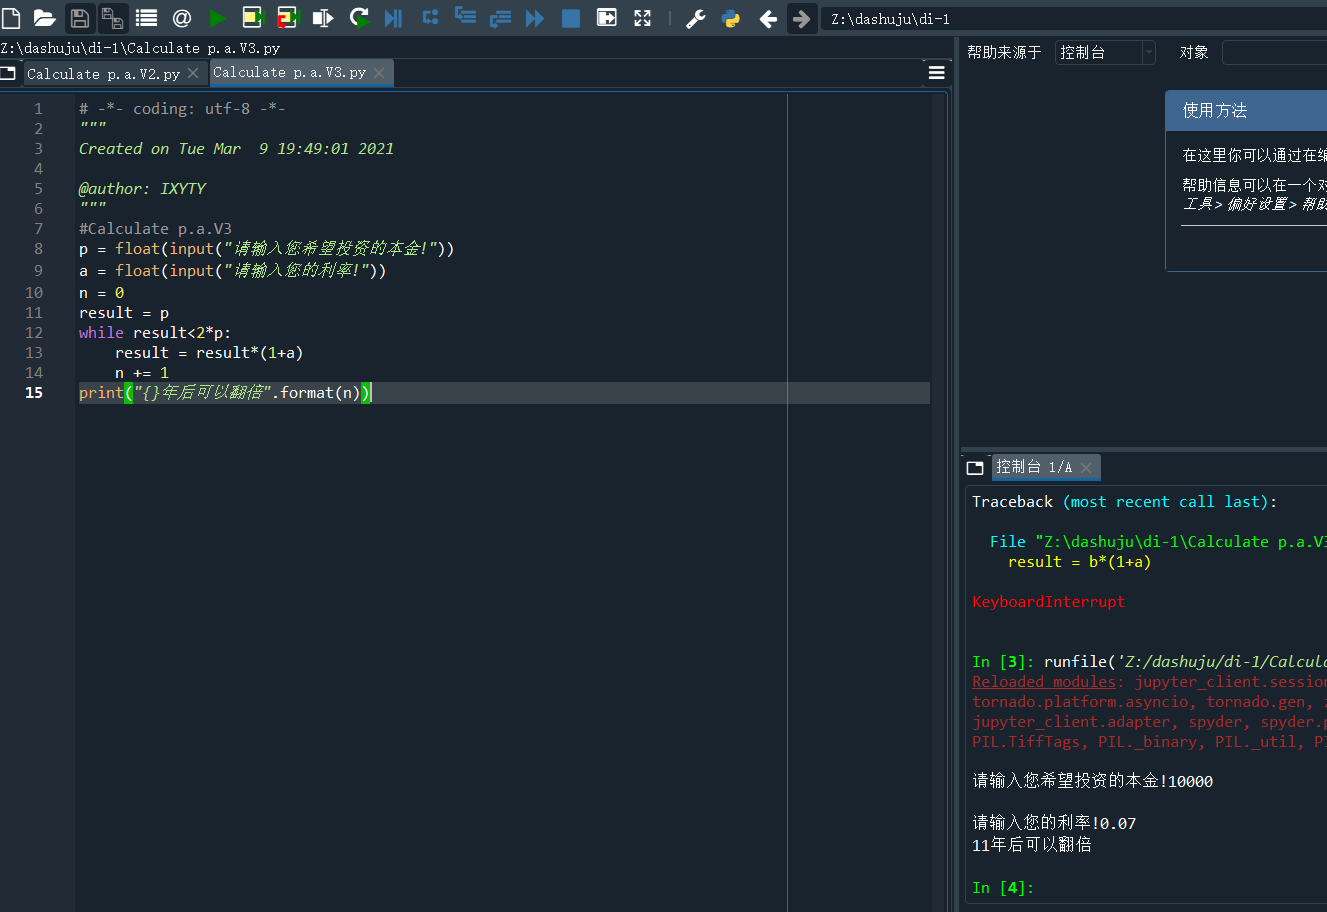 Z:\dashuju\di-1
Z:\dashuju\di-1\Calculate p.a.V3.py
Calculate p.a.V2.py
Calculate p.a.V3.py
1 # -*- coding: utf-8 -*-
2 """
3 Created on Tue Mar  9 19:49:01 2021
4
5 @author: IXYTY
6 """
7 #Calculate p.a.V3
8 p = float(input("请输入您希望投资的本金!"))
9 a = float(input("请输入您的利率!"))
10 n = 0
11 result = p
12 while result<2*p:
13     result = result*(1+a)
14     n += 1
15 print("{}年后可以翻倍".format(n))
帮助来源于 控制台 对象
使用方法
在这里你可以通过在编
帮助信息可以在一个对
工具 > 偏好设置 > 帮助
控制台 1/A
Traceback (most recent call last):
File "Z:\dashuju\di-1\Calculate p.a.V3
result = b*(1+a)
KeyboardInterrupt
In [3]: runfile('Z:/dashuju/di-1/Calcula
Reloaded modules: jupyter_client.session
tornado.platform.asyncio, tornado.gen,
jupyter_client.adapter, spyder, spyder.p
PIL.TiffTags, PIL._binary, PIL._util, PI
请输入您希望投资的本金!10000
请输入您的利率!0.07
11年后可以翻倍
In [4]: